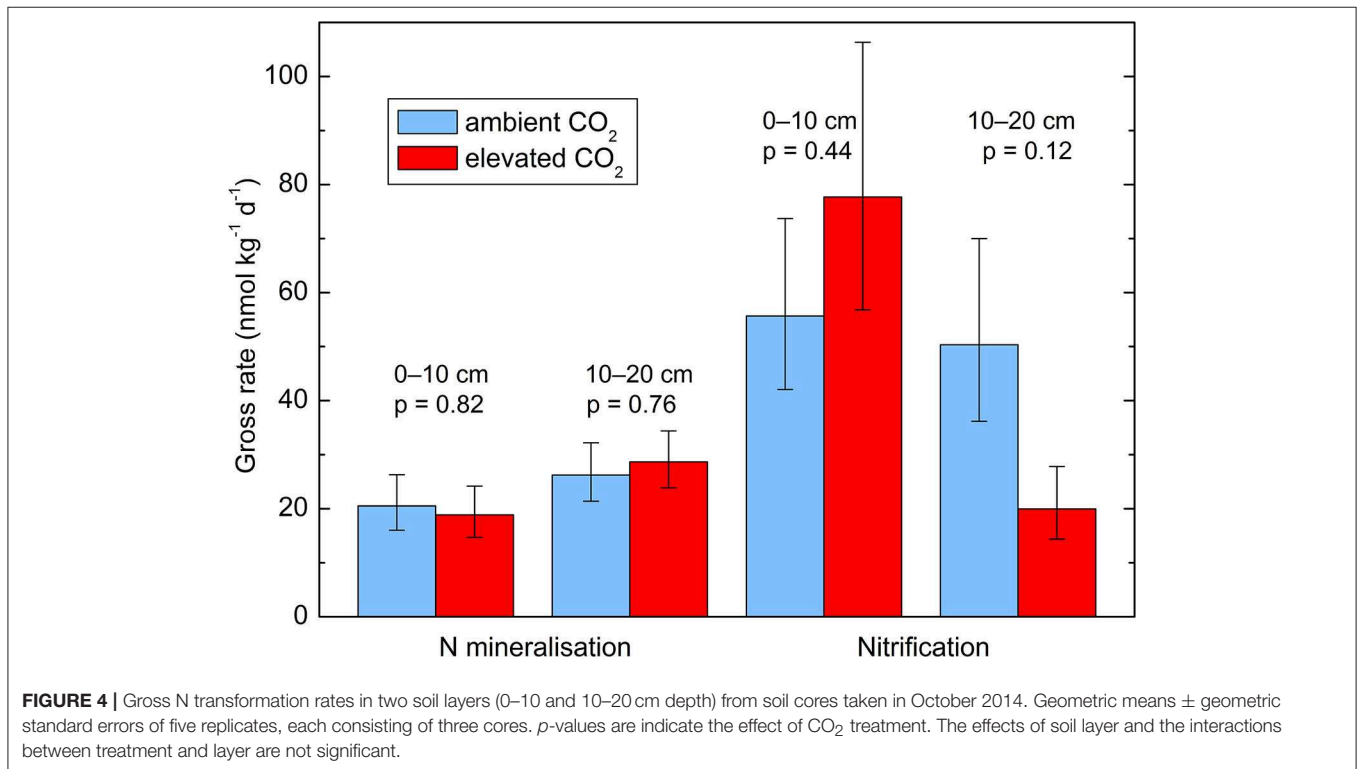 100
80
60
40
20
0
Gross rate (nmol kg⁻¹ d⁻¹)
ambient CO₂
elevated CO₂
0–10 cm
p = 0.82
10–20 cm
p = 0.76
0–10 cm
p = 0.44
10–20 cm
p = 0.12
N mineralisation
Nitrification
FIGURE 4 | Gross N transformation rates in two soil layers (0–10 and 10–20 cm depth) from soil cores taken in October 2014. Geometric means ± geometric
standard errors of five replicates, each consisting of three cores. p-values are indicate the effect of CO₂ treatment. The effects of soil layer and the interactions
between treatment and layer are not significant.